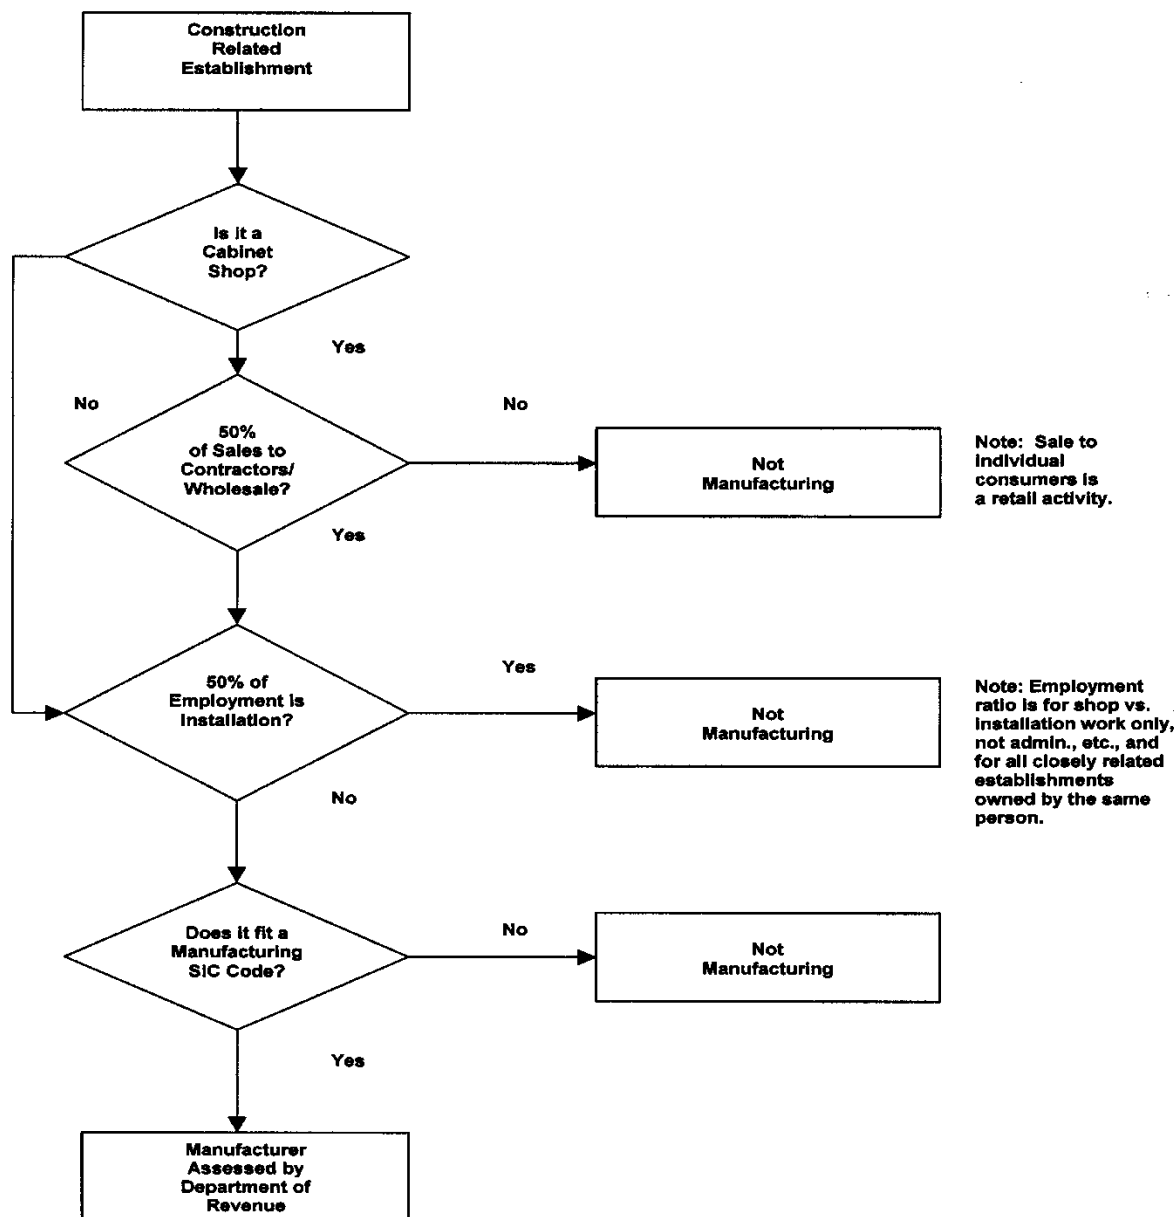 Construction
Related
Establishment
Is it a
Cabinet
Shop?
Yes
No
50%
of Sales to
Contractors/
Wholesale?
No
Not
Manufacturing
Note: Sale to
individual
consumers is
a retail activity.
Yes
50% of
Employment is
Installation?
Yes
Not
Manufacturing
Note: Employment
ratio is for shop vs.
installation work only,
not admin., etc., and
for all closely related
establishments
owned by the same
person.
No
Does it fit a
Manufacturing
SIC Code?
No
Not
Manufacturing
Yes
Manufacturer
Assessed by
Department of
Revenue